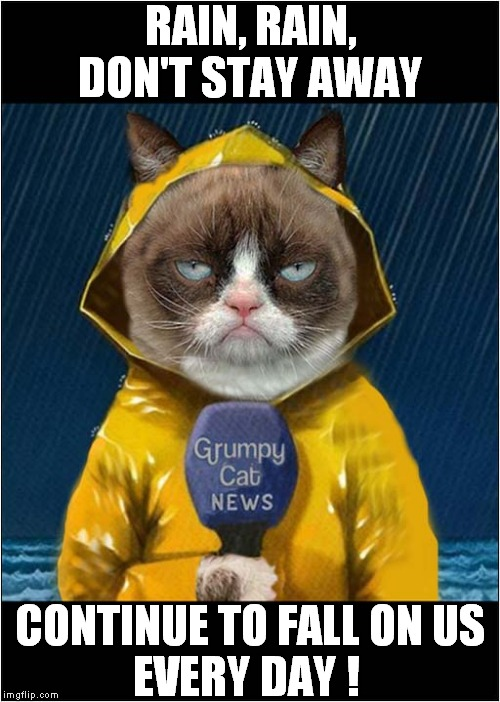 RAIN, RAIN,
DON'T STAY AWAY
Grumpy
Cat
NEWS
CONTINUE TO FALL ON US
EVERY DAY !
imgflip.com